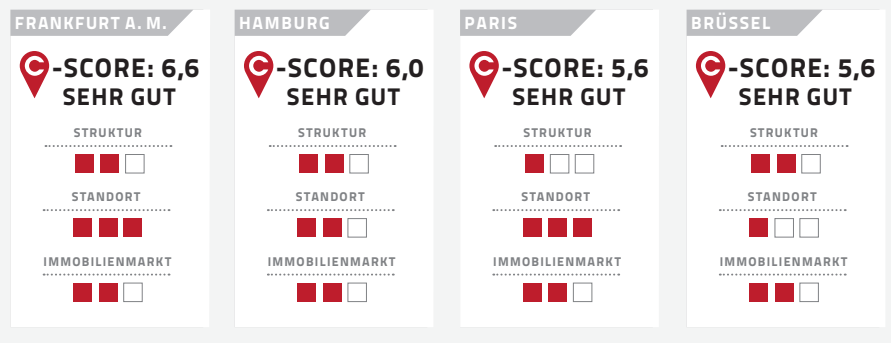 FRANKFURT A. M.
C-SCORE: 6,6
SEHR GUT
STRUKTUR
STANDORT
IMMOBILIENMARKT
HAMBURG
C-SCORE: 6,0
SEHR GUT
STRUKTUR
STANDORT
IMMOBILIENMARKT
PARIS
C-SCORE: 5,6
SEHR GUT
STRUKTUR
STANDORT
IMMOBILIENMARKT
BRÜSSEL
C-SCORE: 5,6
SEHR GUT
STRUKTUR
STANDORT
IMMOBILIENMARKT